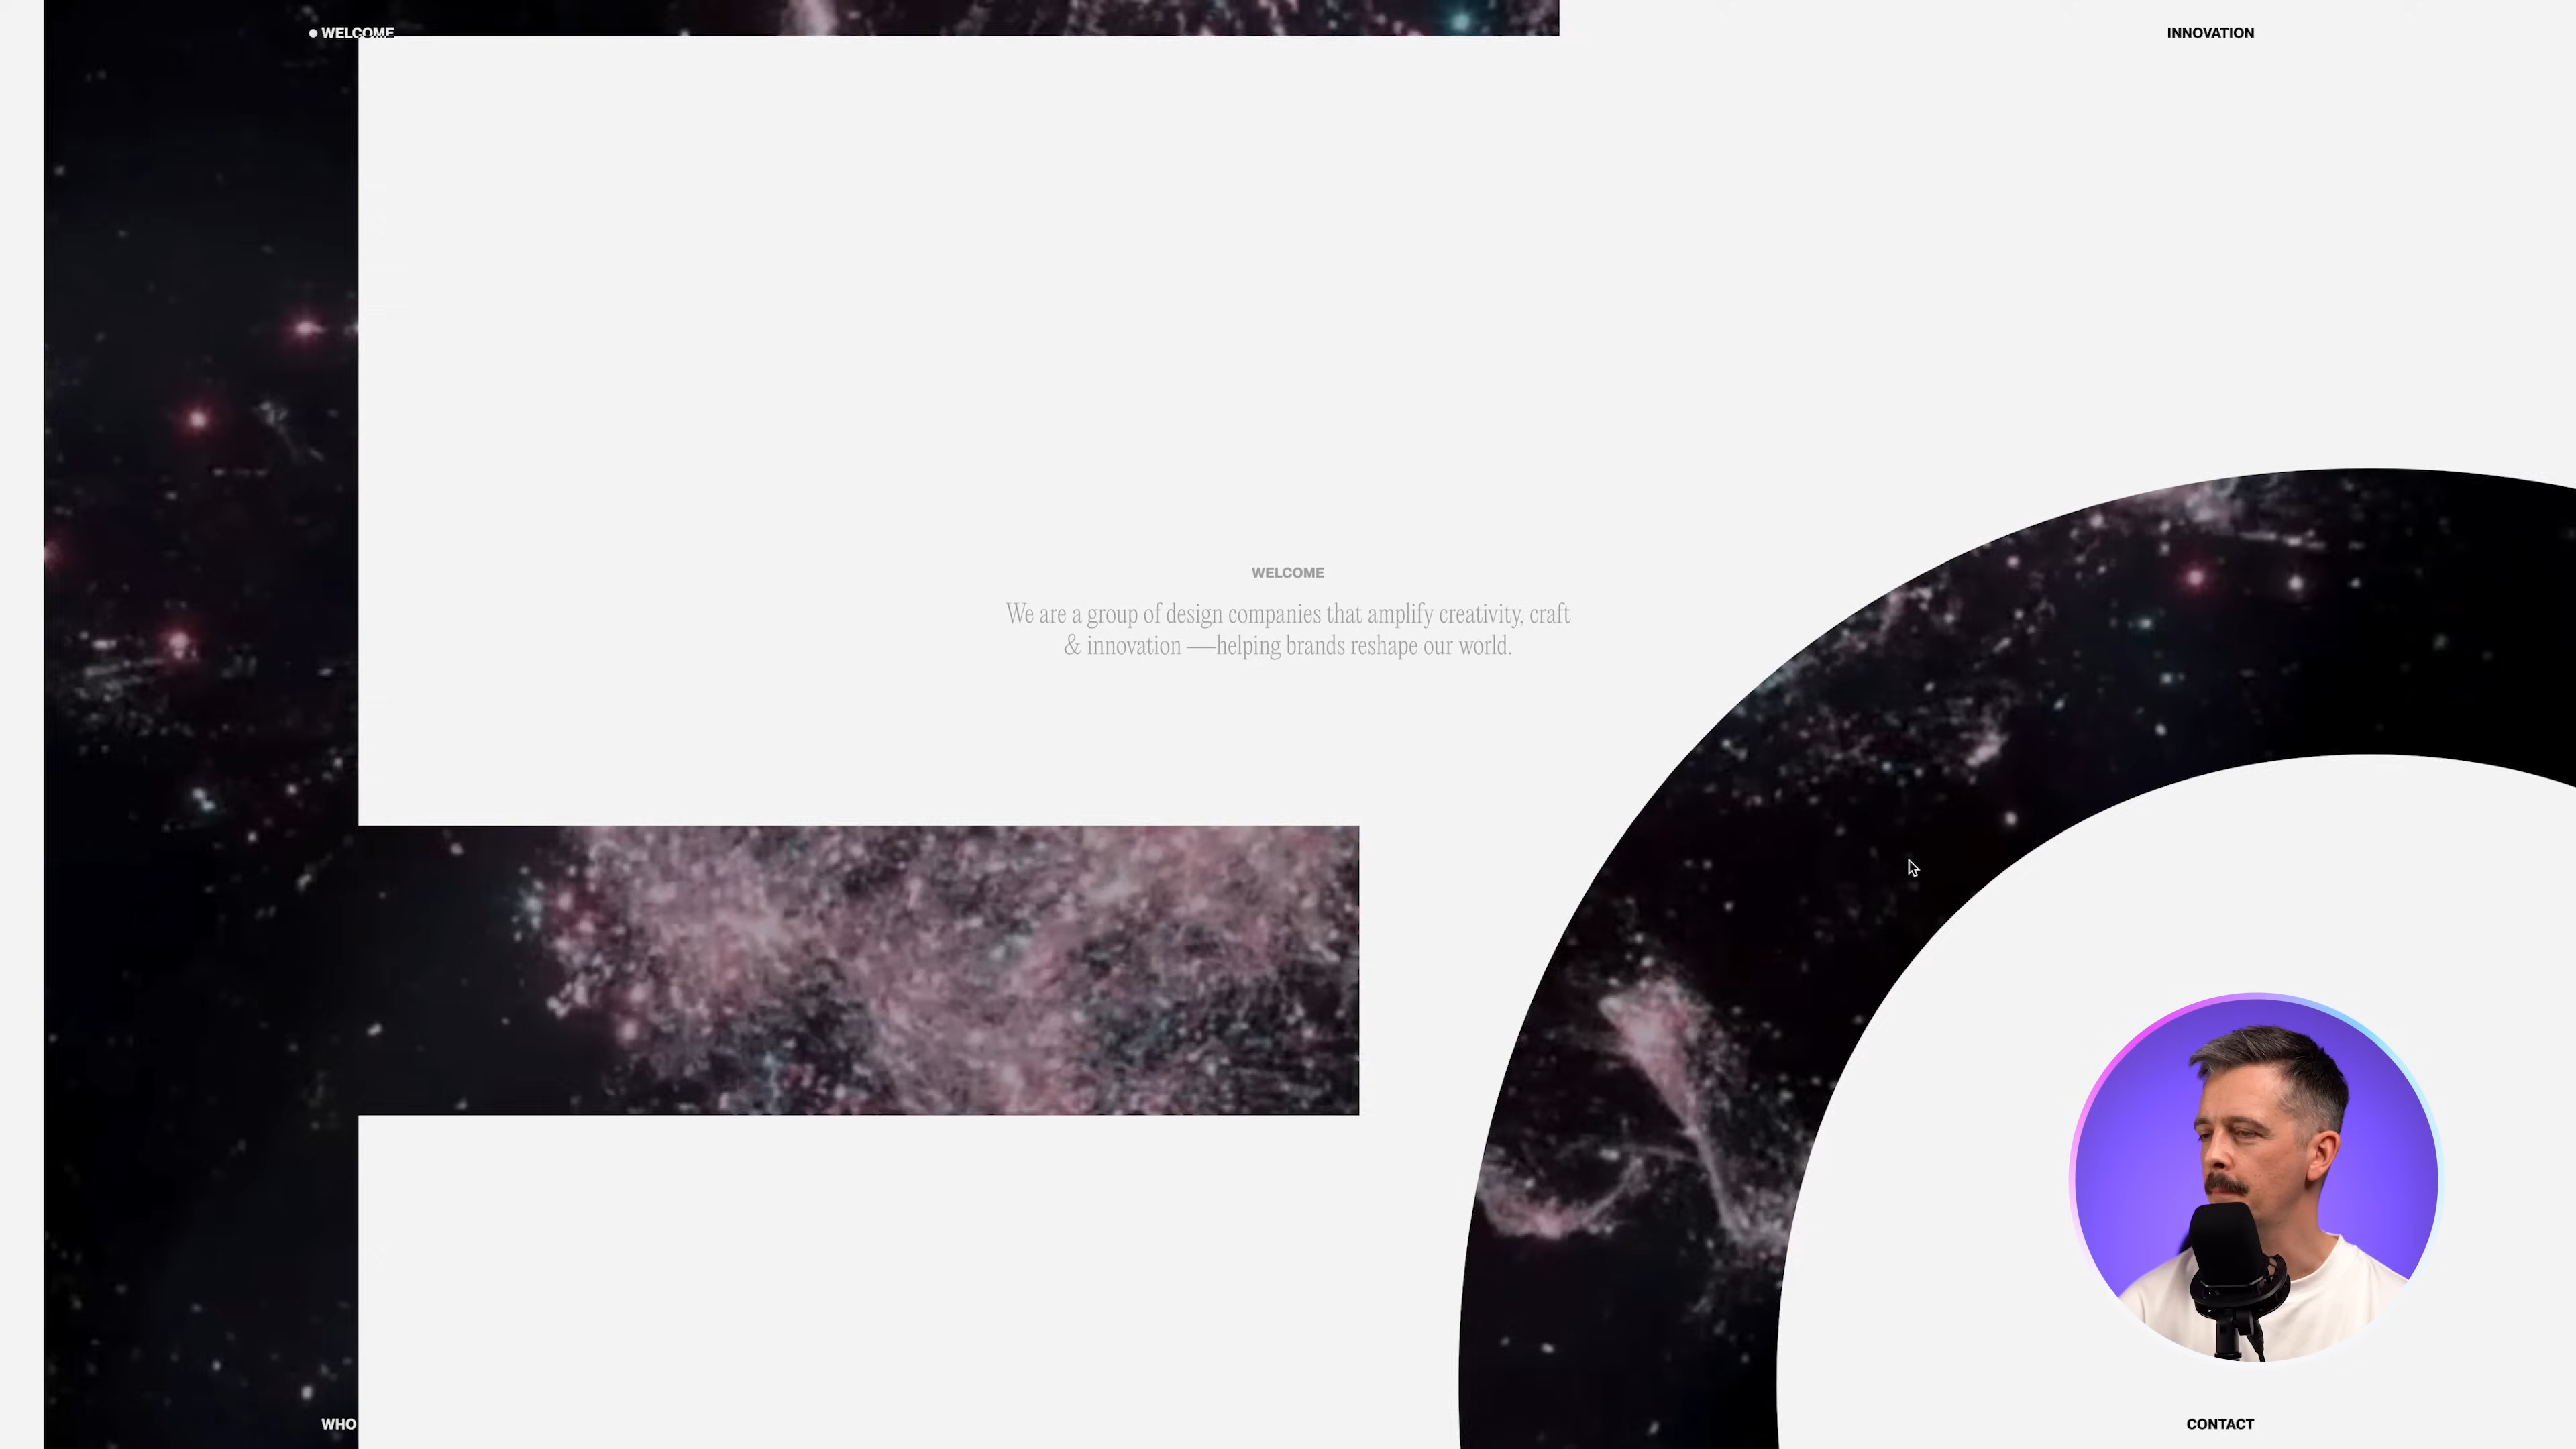 WELCOME
INNOVATION
WELCOME
We are a group of design companies that amplify creativity, craft
& innovation —helping brands reshape our world.
WHO
CONTACT